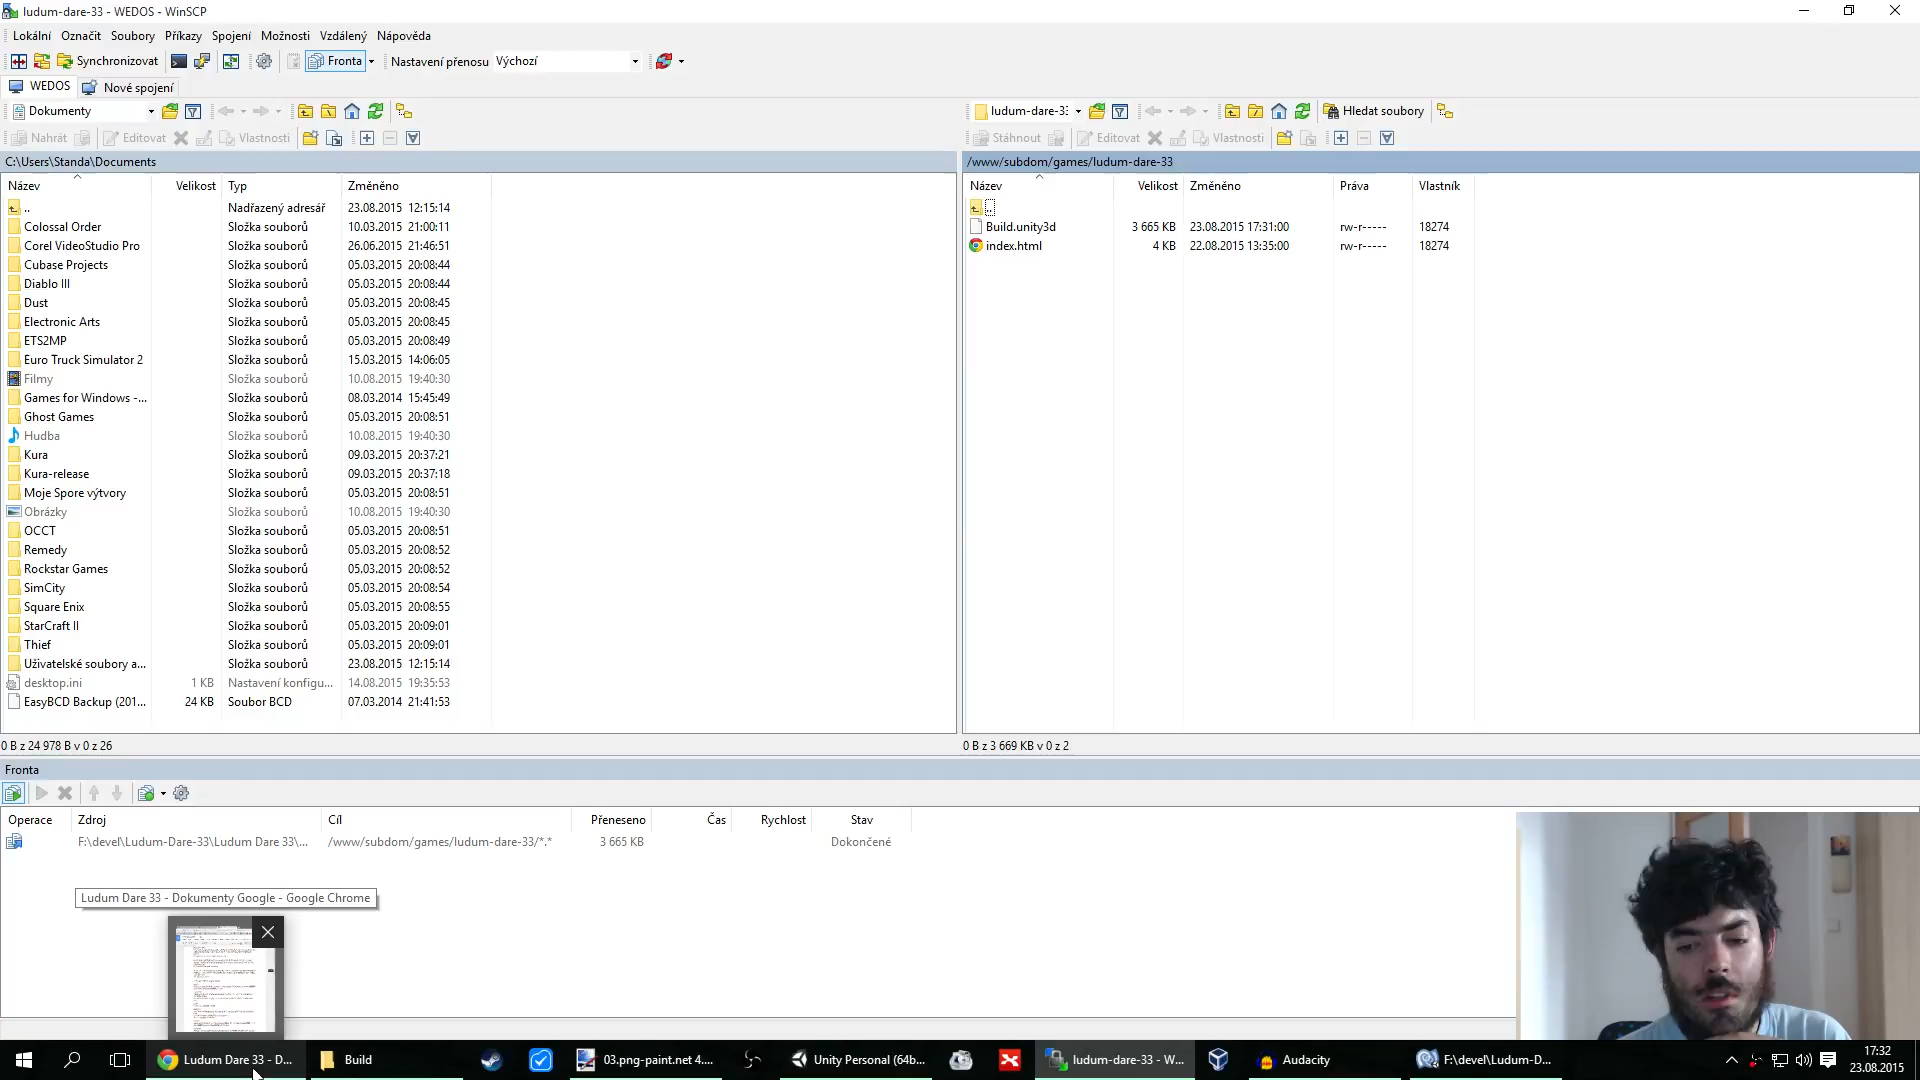 ludum-dare-33 - WEDOS - WinSCP
Lokální Označit Soubory Příkazy Spojení Možnosti Vzdálený Nápověda
Synchronizovat Fronta Nastavení přenosu Výchozí
WEDOS Nové spojení
Dokumenty ludum-dare-33 Hledat soubory
Nahrát Editovat Vlastnosti Stáhnout Editovat Vlastnosti
C:\Users\Standa\Documents /www/subdom/games/ludum-dare-33
Název Velikost Typ Změněno Název Velikost Změněno Práva Vlastník
.. Nadřazený adresář 23.08.2015 12:15:14 ..
Colossal Order Složka souborů 10.03.2015 21:00:11 Build.unity3d 3 665 KB 23.08.2015 17:31:00 rw-r----- 18274
Corel VideoStudio Pro Složka souborů 26.06.2015 21:46:51 index.html 4 KB 22.08.2015 13:35:00 rw-r----- 18274
Cubase Projects Složka souborů 05.03.2015 20:08:44
Diablo III Složka souborů 05.03.2015 20:08:44
Dust Složka souborů 05.03.2015 20:08:45
Electronic Arts Složka souborů 05.03.2015 20:08:45
ETS2MP Složka souborů 05.03.2015 20:08:49
Euro Truck Simulator 2 Složka souborů 15.03.2015 14:06:05
Filmy Složka souborů 10.08.2015 19:40:30
Games for Windows -... Složka souborů 08.03.2014 15:45:49
Ghost Games Složka souborů 05.03.2015 20:08:51
Hudba Složka souborů 10.08.2015 19:40:30
Kura Složka souborů 09.03.2015 20:37:21
Kura-release Složka souborů 09.03.2015 20:37:18
Moje Spore výtvory Složka souborů 05.03.2015 20:08:51
Obrázky Složka souborů 10.08.2015 19:40:30
OCCT Složka souborů 05.03.2015 20:08:51
Remedy Složka souborů 05.03.2015 20:08:52
Rockstar Games Složka souborů 05.03.2015 20:08:52
SimCity Složka souborů 05.03.2015 20:08:54
Square Enix Složka souborů 05.03.2015 20:08:55
StarCraft II Složka souborů 05.03.2015 20:09:01
Thief Složka souborů 05.03.2015 20:09:01
Uživatelské soubory a... Složka souborů 23.08.2015 12:15:14
desktop.ini 1 KB Nastavení konfigu... 14.08.2015 19:35:53
EasyBCD Backup (201... 24 KB Soubor BCD 07.03.2014 21:41:53
0 B z 24 978 B v 0 z 26 0 B z 3 669 KB v 0 z 2
Fronta
Operace Zdroj Cíl Přeneseno Čas Rychlost Stav
F:\devel\Ludum-Dare-33\Ludum Dare 33\... /www/subdom/games/ludum-dare-33/*.* 3 665 KB Dokončené
Ludum Dare 33 - Dokumenty Google - Google Chrome
Ludum Dare 33 - D... Build 03.png-paint.net 4.... Unity Personal (64b... ludum-dare-33 - W... Audacity F:\devel\Ludum-D... 17:32
23.08.2015